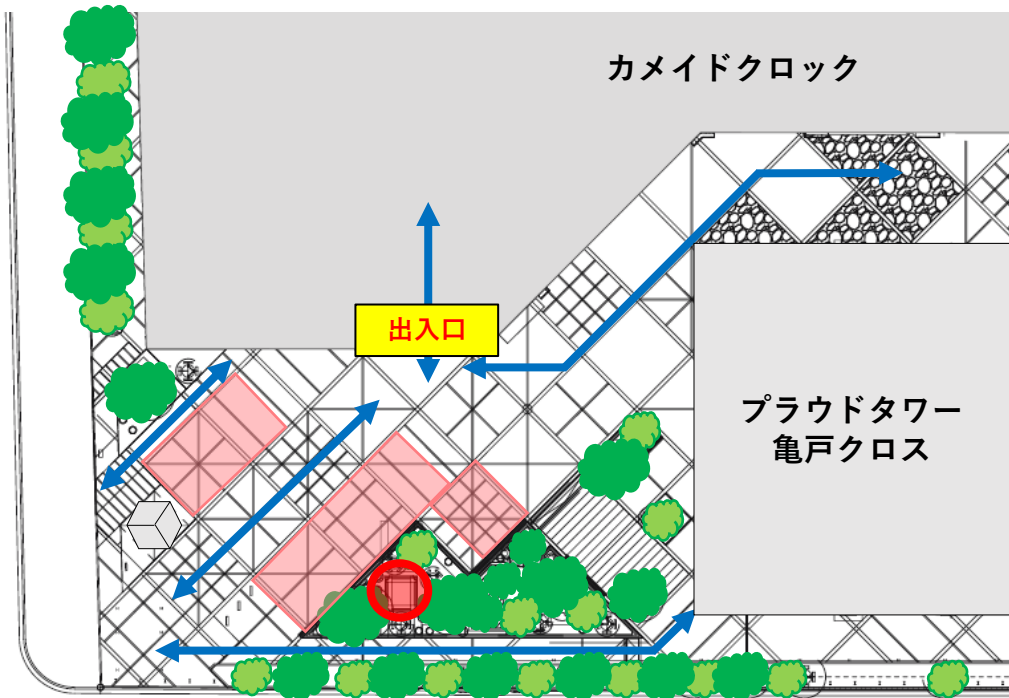 カメイドクロック
出入口
プラウドタワー
亀戸クロス